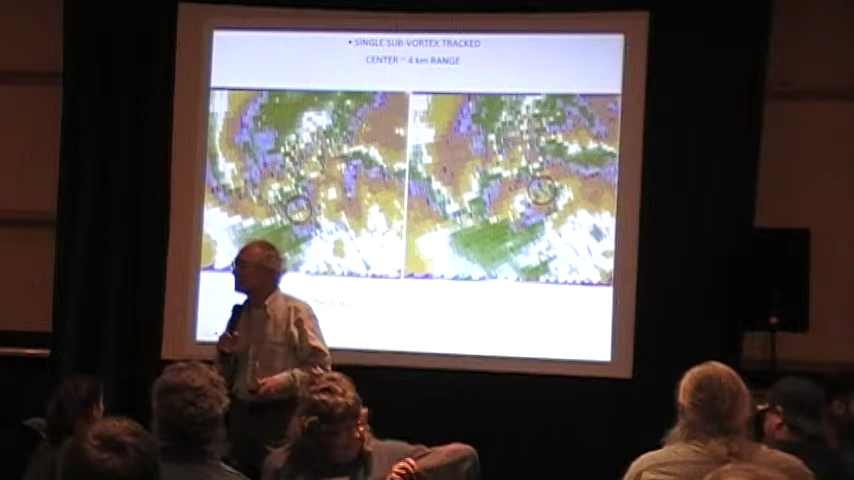 • SINGLE SUB-VORTEX TRACKED
CENTER ~ 4 km RANGE